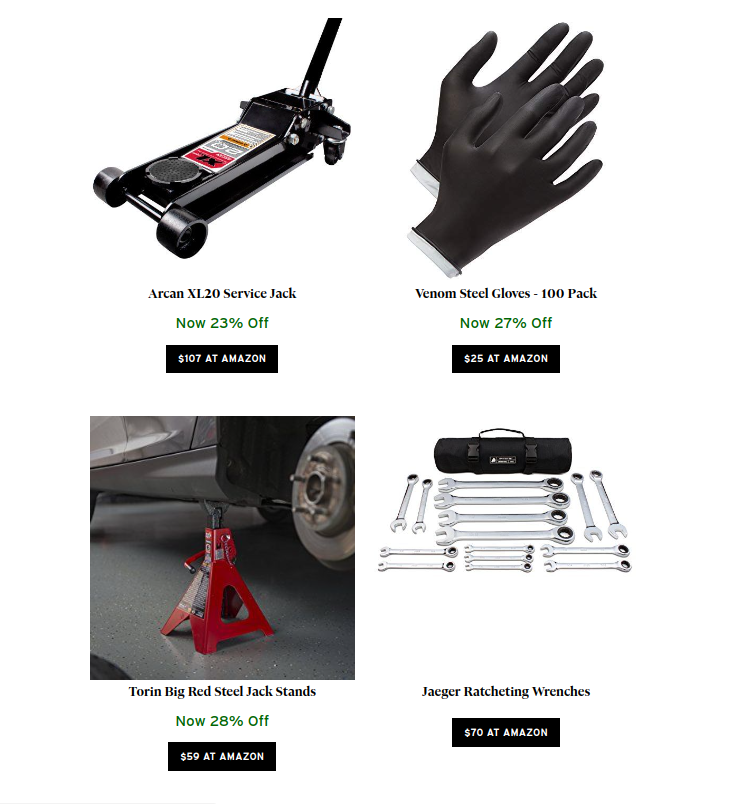 Arcan XL20 Service Jack
Now 23% Off
$107 AT AMAZON
Venom Steel Gloves - 100 Pack
Now 27% Off
$25 AT AMAZON
Torin Big Red Steel Jack Stands
Now 28% Off
$59 AT AMAZON
Jaeger Ratcheting Wrenches
$70 AT AMAZON